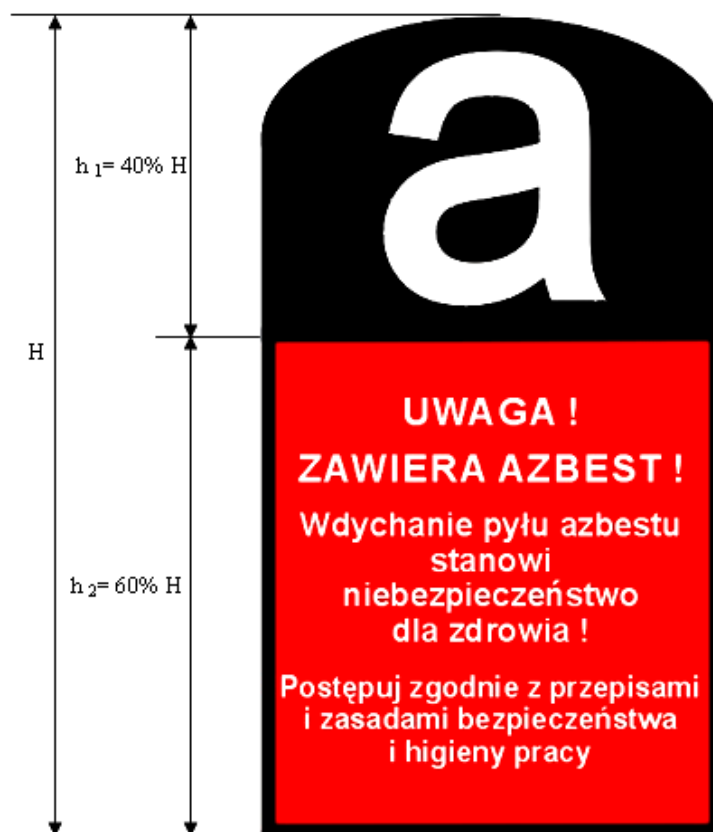 a
h 1= 40% H
H
h 2= 60% H
UWAGA !
ZAWIERA AZBEST !
Wdychanie pyłu azbestu
stanowi
niebezpieczeństwo
dla zdrowia !
Postępuj zgodnie z przepisami
i zasadami bezpieczeństwa
i higieny pracy